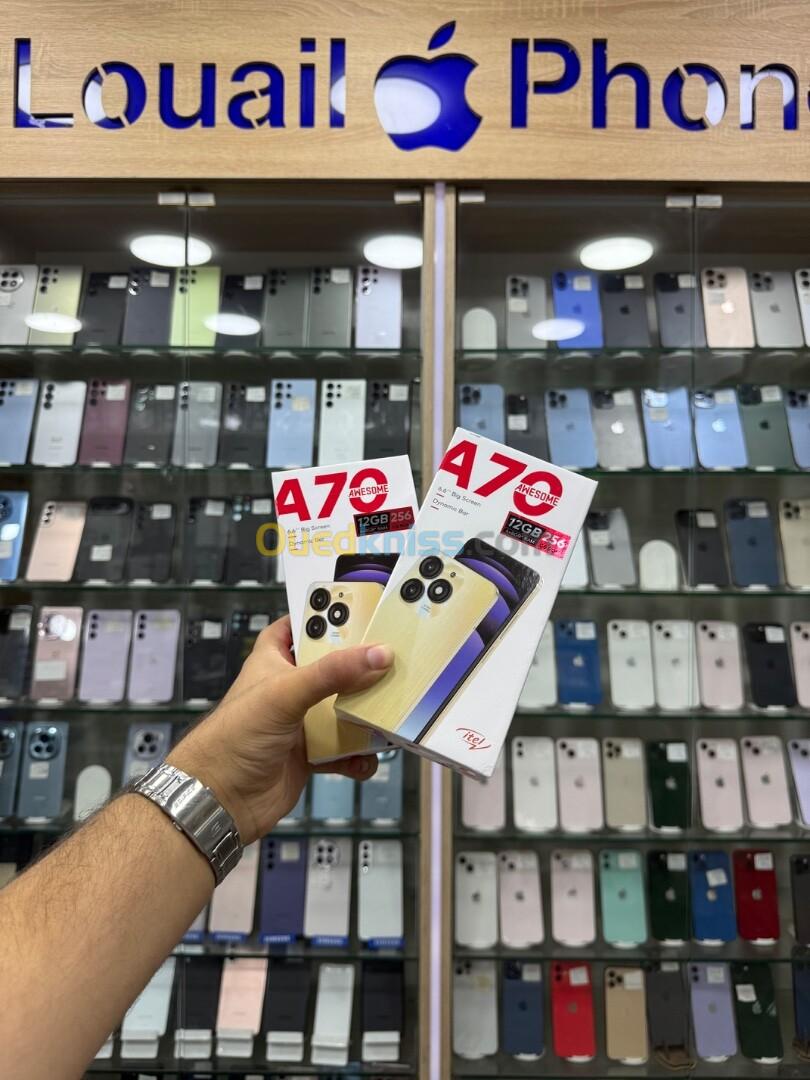 Louail Phon
A70
AWESOME
6.6" Big Screen
Dynamic Bar
12GB 256
A70
AWESOME
6.6" Big Screen
Dynamic Bar
12GB 256
itel
Ouedkniss.com